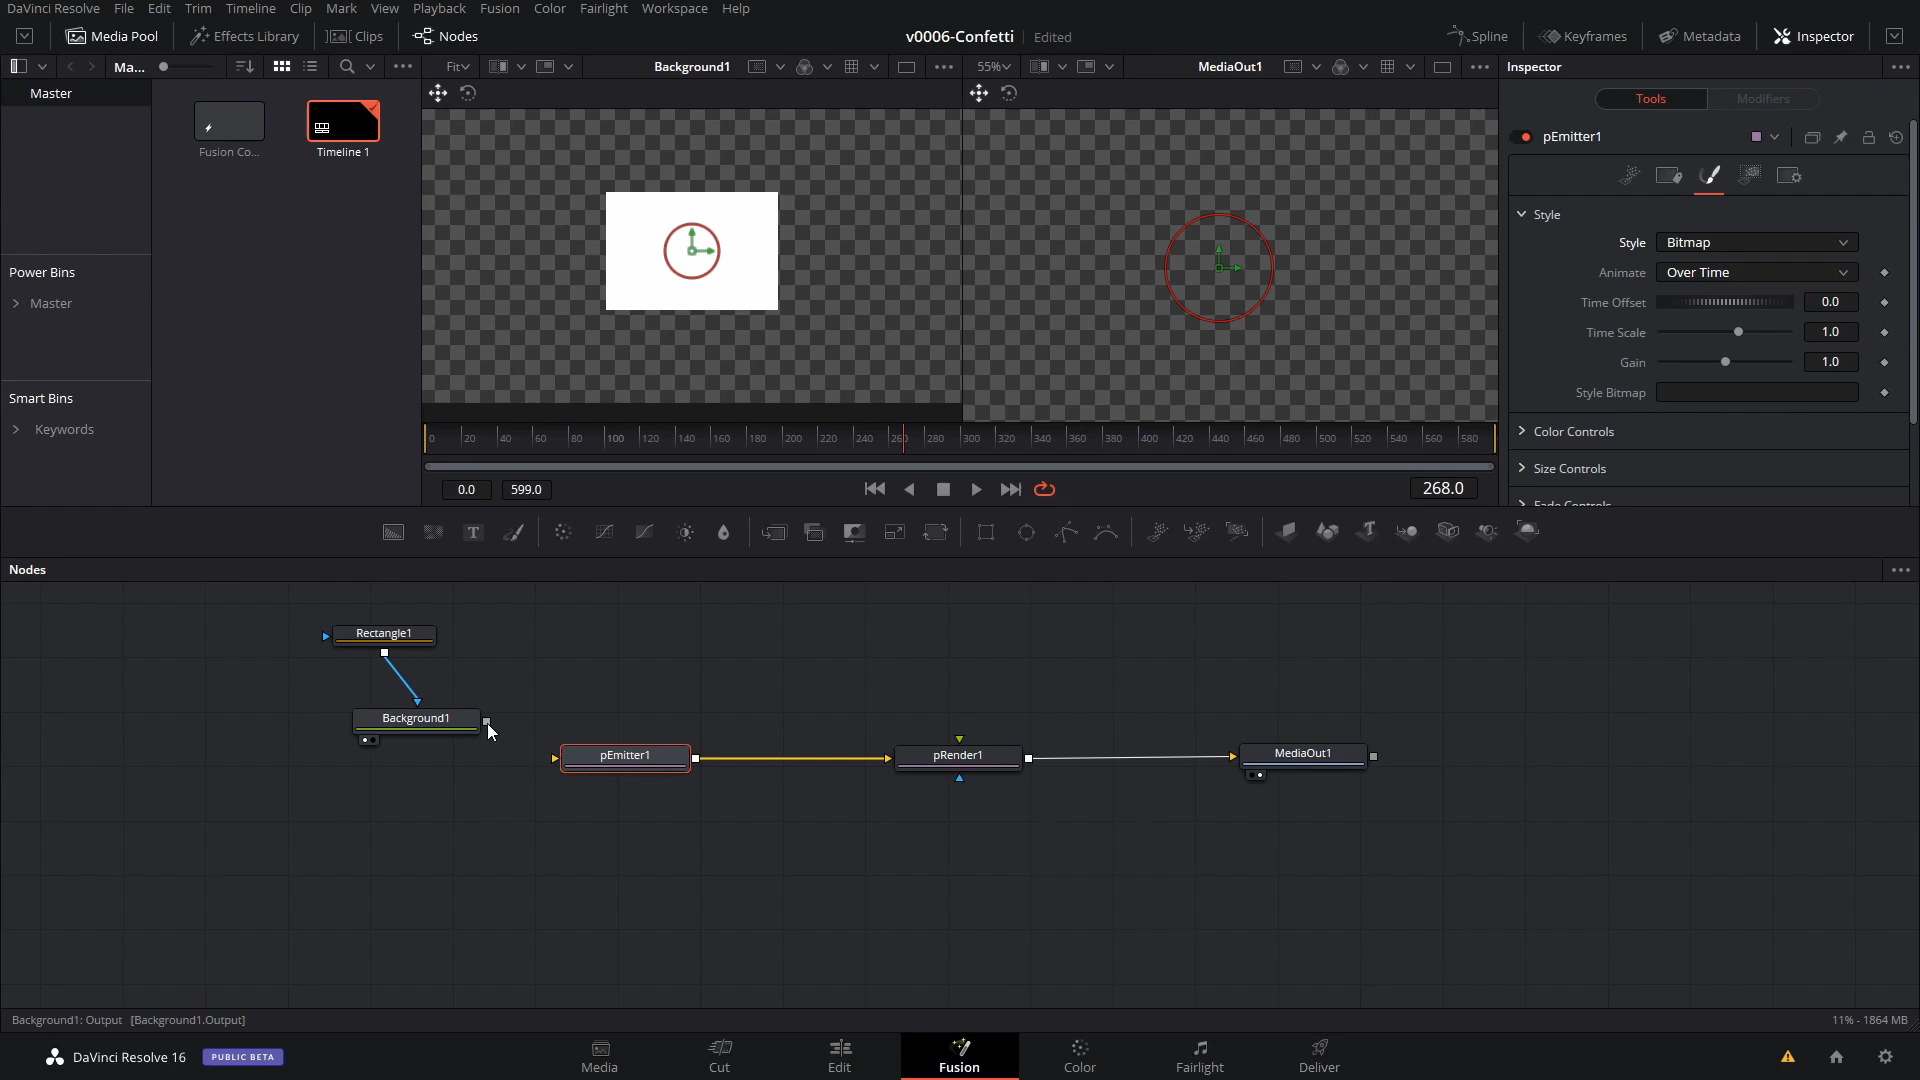 DaVinci Resolve File Edit Trim Timeline Clip Mark View Playback Fusion Color Fairlight Workspace Help
Media Pool Effects Library Clips Nodes v0006-Confetti Edited Spline Keyframes Metadata Inspector
Ma... Fit Background1 55% MediaOut1 Inspector
Master
Fusion Co... Timeline 1
Power Bins
Master
Smart Bins
Keywords
Tools Modifiers
pEmitter1
Style
Style Bitmap
Animate Over Time
Time Offset 0.0
Time Scale 1.0
Gain 1.0
Style Bitmap
Color Controls
Size Controls
Fade Controls
0 20 40 60 80 100 120 140 160 180 200 220 240 260 280 300 320 340 360 380 400 420 440 460 480 500 520 540 560 580
0.0 599.0 268.0
Nodes
Rectangle1
Background1
pEmitter1 pRender1 MediaOut1
Background1: Output [Background1.Output] 11% - 1864 MB
DaVinci Resolve 16 PUBLIC BETA
Media Cut Edit Fusion Color Fairlight Deliver